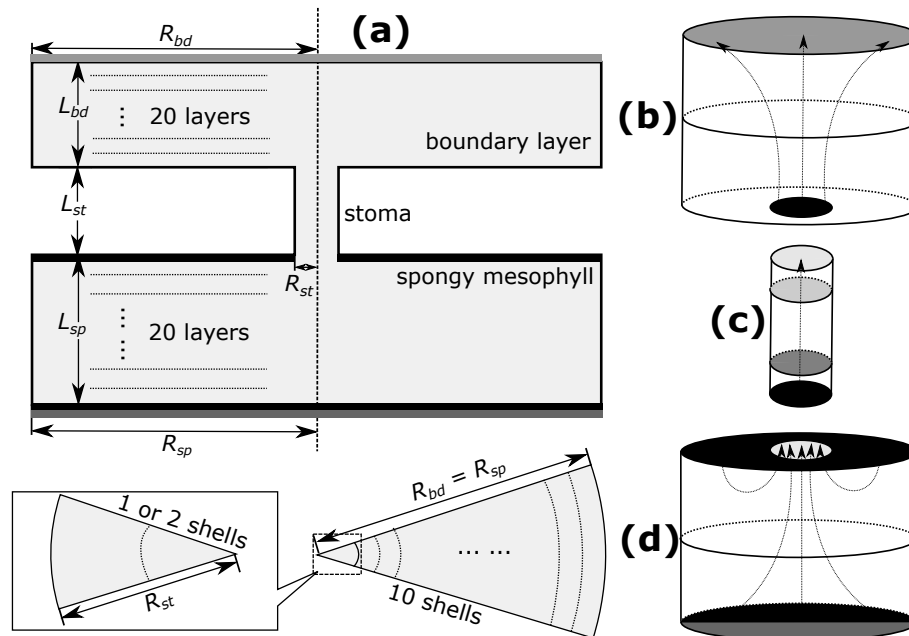 R_bd
(a)
L_bd
⋮ 20 layers
boundary layer
L_st
stoma
R_st
spongy mesophyll
L_sp
20 layers
R_sp
(b)
(c)
(d)
1 or 2 shells
R_st
R_bd = R_sp
... ...
10 shells